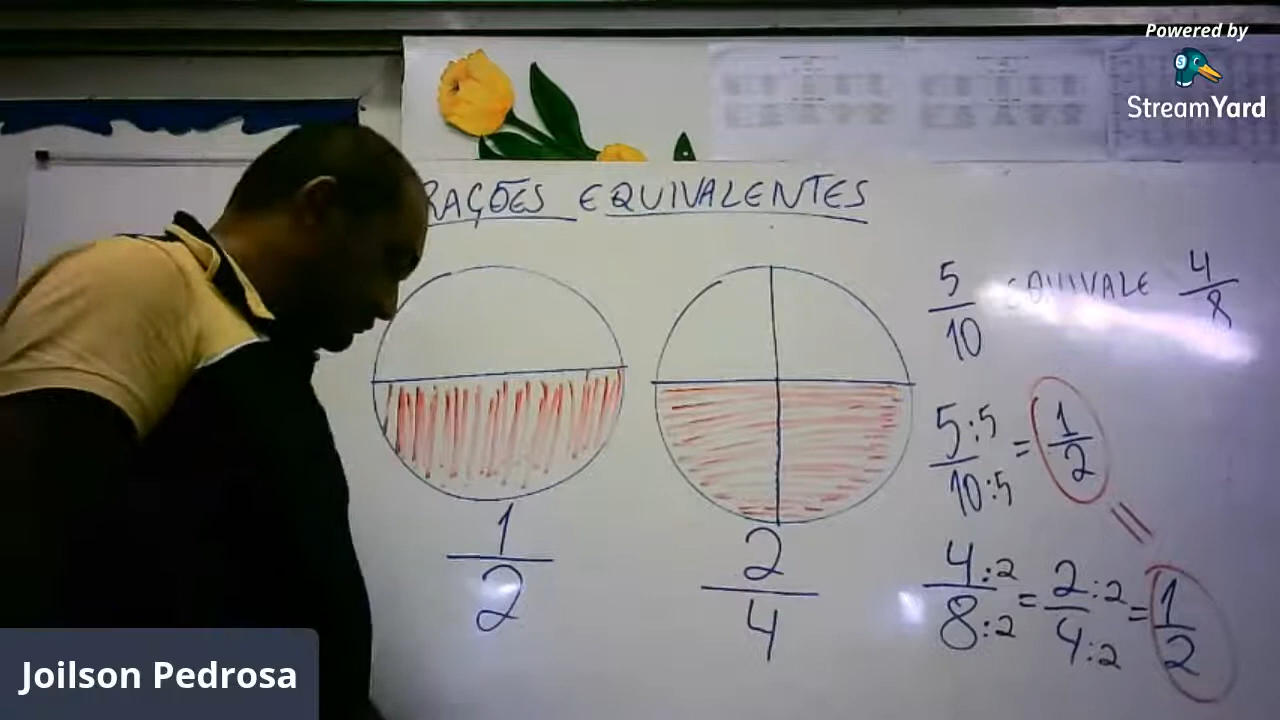 Powered by
StreamYard
RAÇÕES EQUIVALENTES
5/10 EQUIVALE 4/8
5:5/10:5 = 1/2
=
4:2/8:2 = 2:2/4:2 = 1/2
1/2
2/4
Joilson Pedrosa